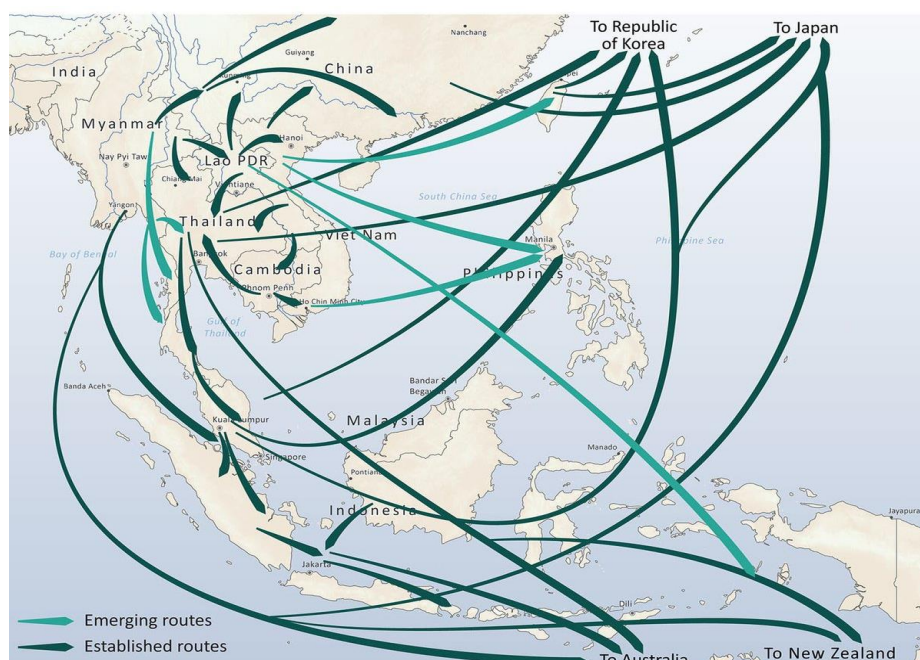 To Republic
of Korea
To Japan
Nanchang
Guiyang
China
India
Myanmar
Hanoi
Nay Pyi Taw
Lao PDR
Chiang Mai
Vientiane
South China Sea
Yangon
Thailand
Viet Nam
Manila
Philippine Sea
Bay of Bengal
Bangkok
Cambodia
Philippines
Phnom Penh
Ho Chin Minh City
Gulf of
Thailand
Banda Aceh
Bandar Seri
Begawan
Kuala Lumpur
Malaysia
Singapore
Manado
Pontianak
Indonesia
Jayapura
Jakarta
Dili
Emerging routes
Established routes
To Australia
To New Zealand